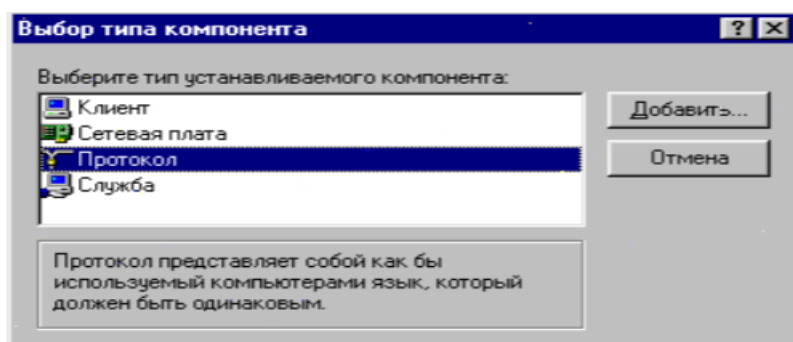 Выбор типа компонента
Выберите тип устанавливаемого компонента:
Клиент
Добавить...
Сетевая плата
Протокол
Отмена
Служба
Протокол представляет собой как бы
используемый компьютерами язык, который
должен быть одинаковым.